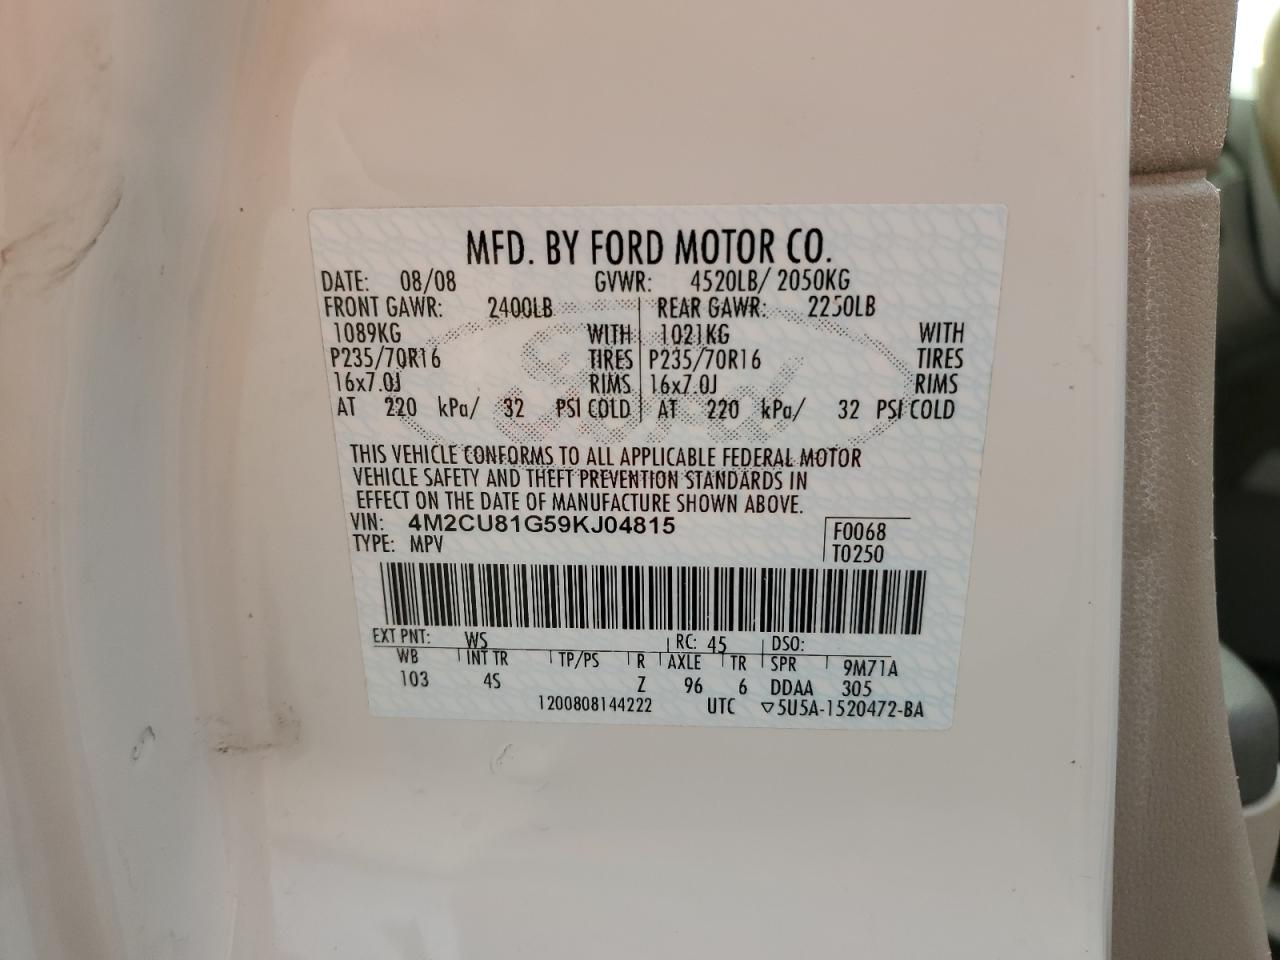 MFD. BY FORD MOTOR CO.
DATE: 08/08 GVWR: 4520LB/ 2050KG
FRONT GAWR: 2400LB REAR GAWR: 2250LB
1089KG WITH 1021KG WITH
P235/70R16 TIRES P235/70R16 TIRES
16x7.0J RIMS 16x7.0J RIMS
AT 220 kPa/ 32 PSI COLD AT 220 kPa/ 32 PSI COLD
Ford
THIS VEHICLE CONFORMS TO ALL APPLICABLE FEDERAL MOTOR
VEHICLE SAFETY AND THEFT PREVENTION STANDARDS IN
EFFECT ON THE DATE OF MANUFACTURE SHOWN ABOVE.
VIN: 4M2CU81G59KJ04815 F0068
TYPE: MPV T0250
EXT PNT: WS RC: 45 DSO:
WB INT TR TP/PS R AXLE TR SPR 9M71A
103 4S Z 96 6 DDAA 305
1200808144222 UTC ▽5U5A-1520472-BA